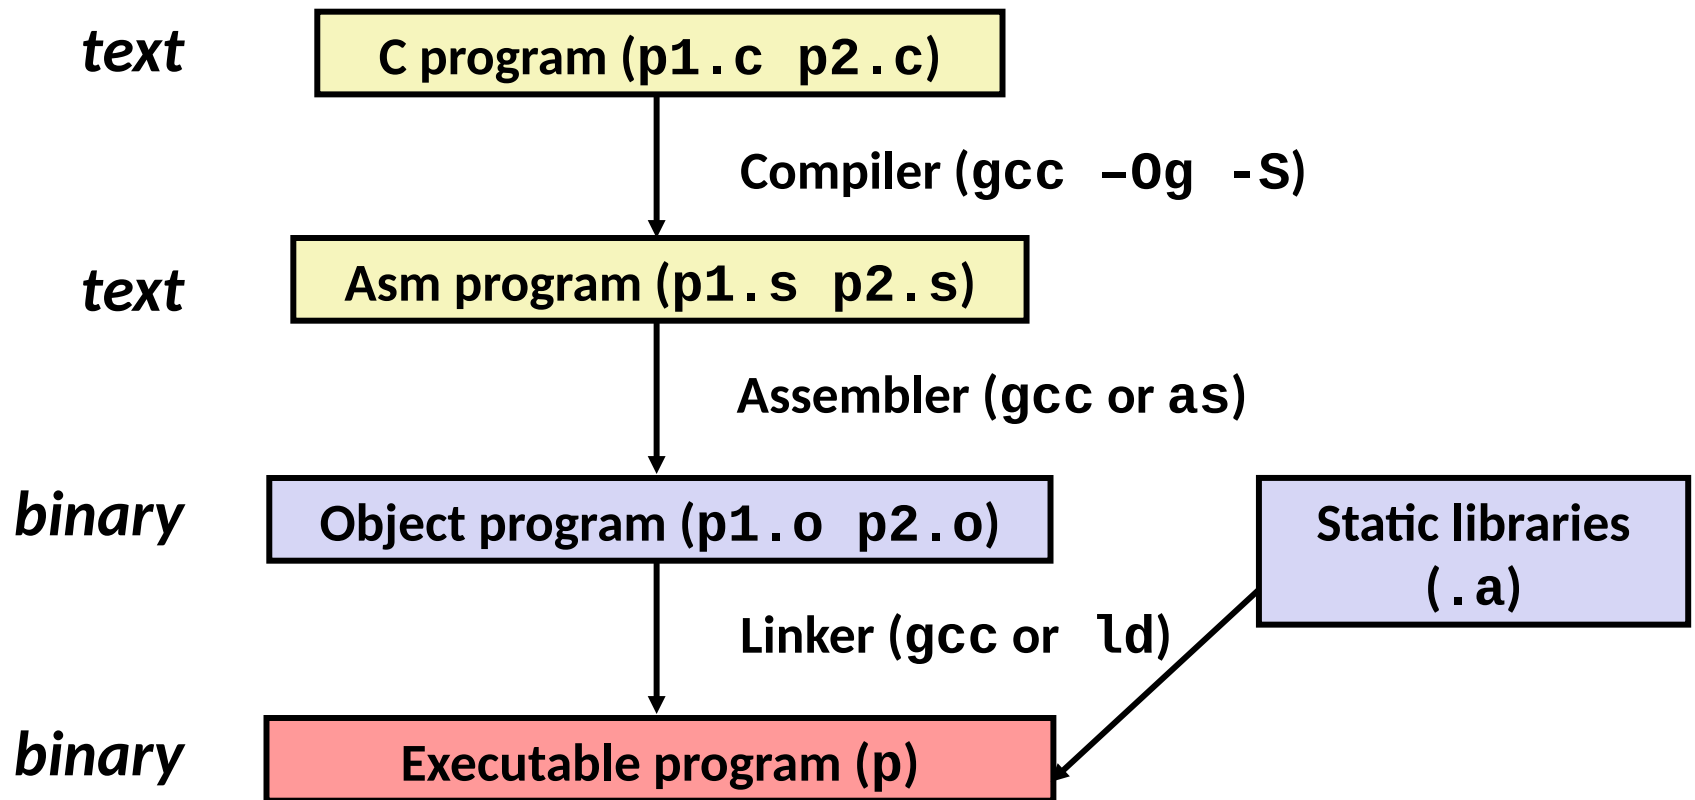 text
C program (p1.c p2.c)
Compiler (gcc –Og -S)
text
Asm program (p1.s p2.s)
Assembler (gcc or as)
binary
Object program (p1.o p2.o)
Static libraries
(.a)
Linker (gcc or ld)
binary
Executable program (p)